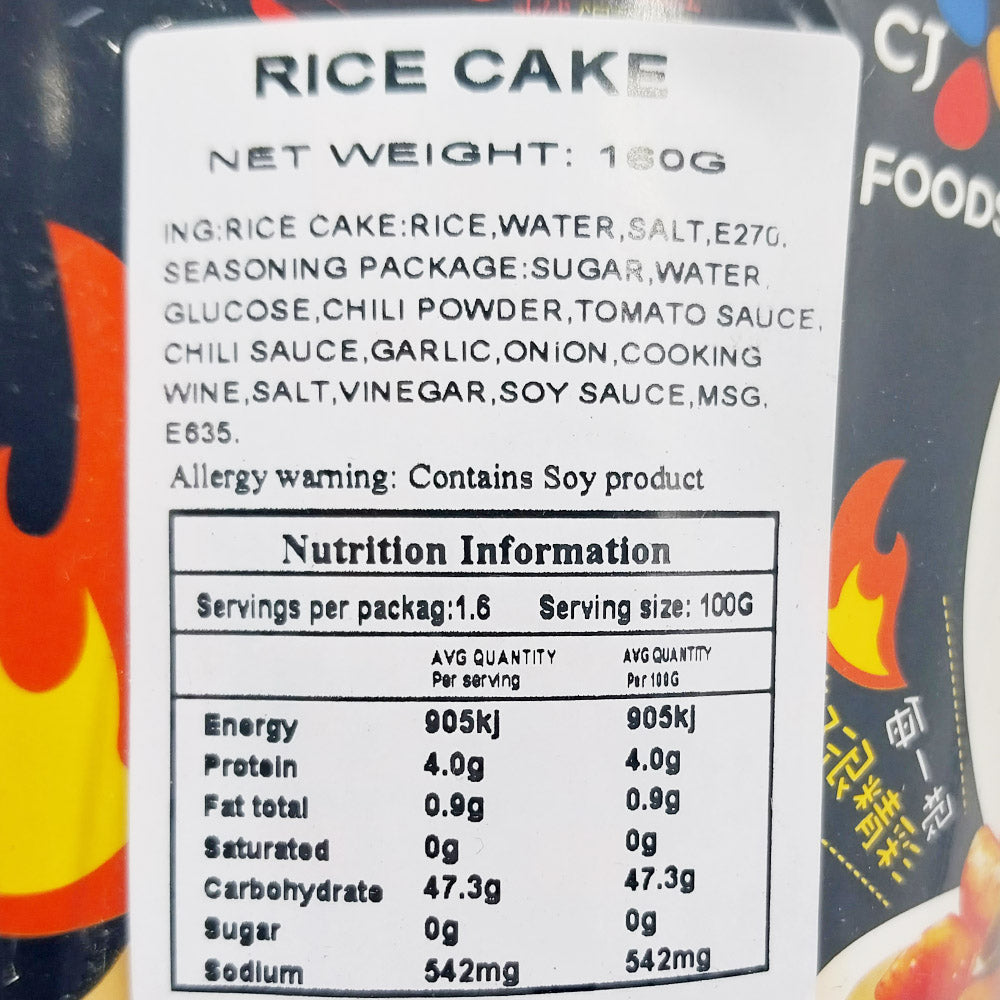 CJ
FOODS
RICE CAKE
NET WEIGHT: 160G
ING:RICE CAKE:RICE,WATER,SALT,E270.
SEASONING PACKAGE:SUGAR,WATER,
GLUCOSE,CHILI POWDER,TOMATO SAUCE,
CHILI SAUCE,GARLIC,ONiON,COOKING
WINE,SALT,VINEGAR,SOY SAUCE,MSG,
E635.
Allergy warning: Contains Soy product
Nutrition Information
Servings per packag:1.6 Serving size: 100G
AVG QUANTITY AVG QUANTITY
Per serving Per 100G
Energy 905kj 905kj
Protein 4.0g 4.0g
Fat total 0.9g 0.9g
Saturated 0g 0g
Carbohydrate 47.3g 47.3g
Sugar 0g 0g
Sodium 542mg 542mg
每一起